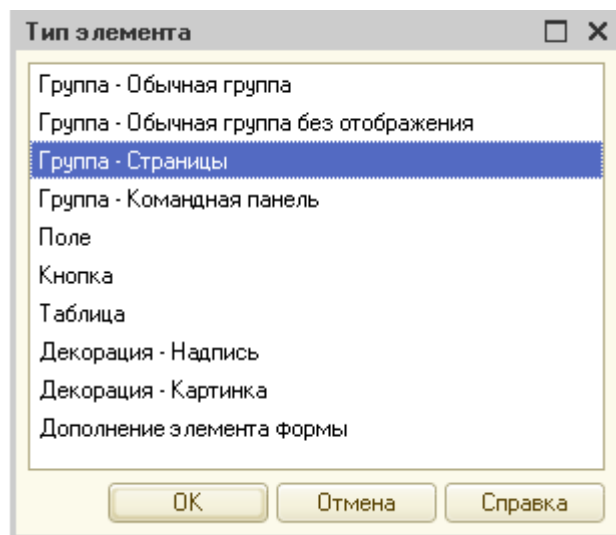 Тип элемента
Группа - Обычная группа
Группа - Обычная группа без отображения
Группа - Страницы
Группа - Командная панель
Поле
Кнопка
Таблица
Декорация - Надпись
Декорация - Картинка
Дополнение элемента формы
ОК Отмена Справка